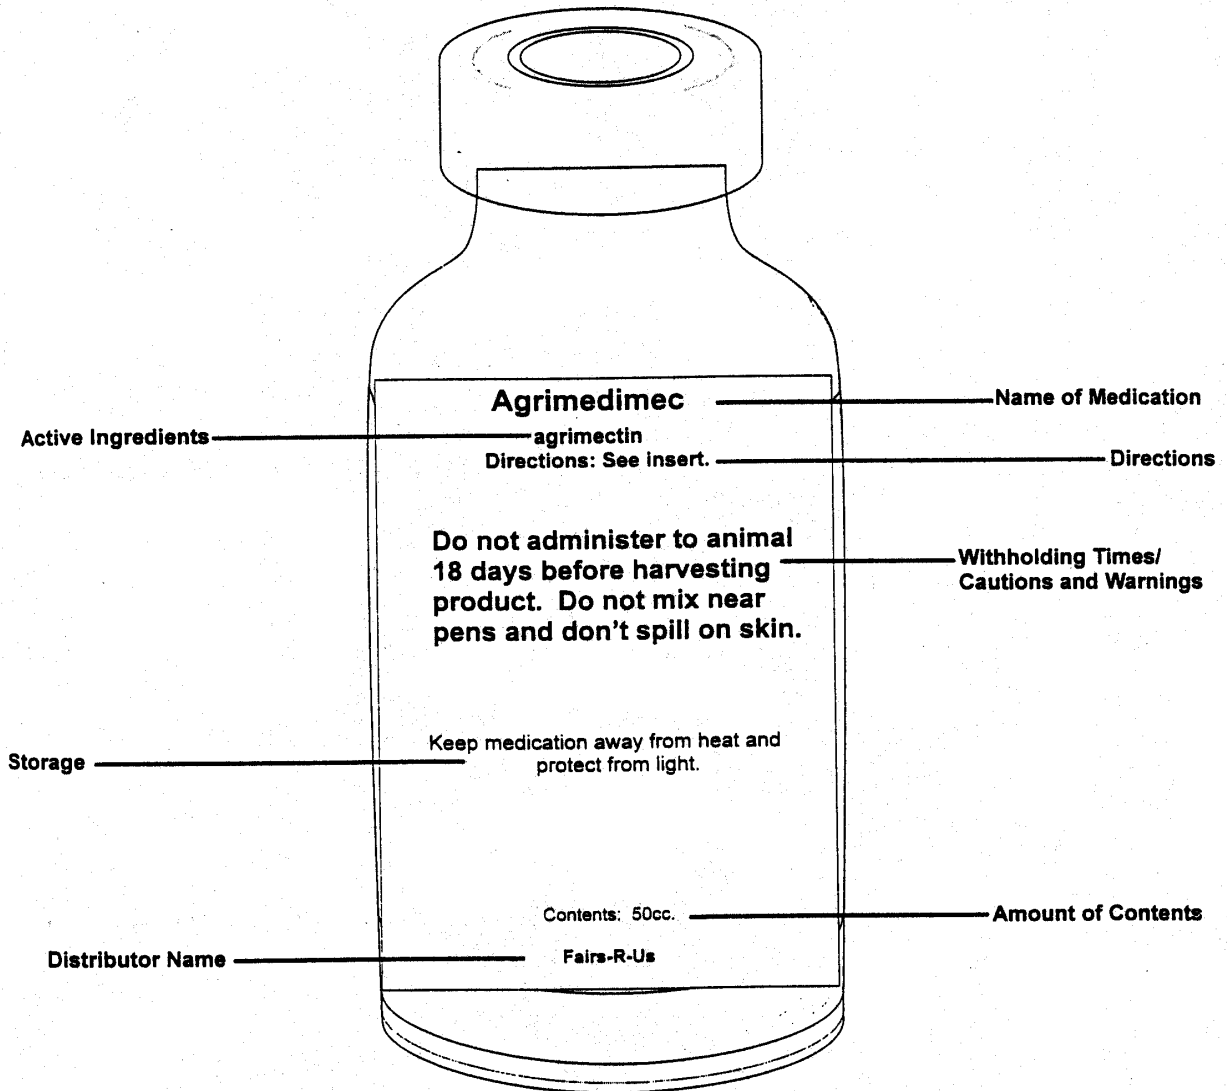 Agrimedimec
Name of Medication
Active Ingredients
agrimectin
Directions: See insert.
Directions
Do not administer to animal
18 days before harvesting
product. Do not mix near
pens and don't spill on skin.
Withholding Times/
Cautions and Warnings
Storage
Keep medication away from heat and
protect from light.
Contents: 50cc.
Amount of Contents
Distributor Name
Fairs-R-Us